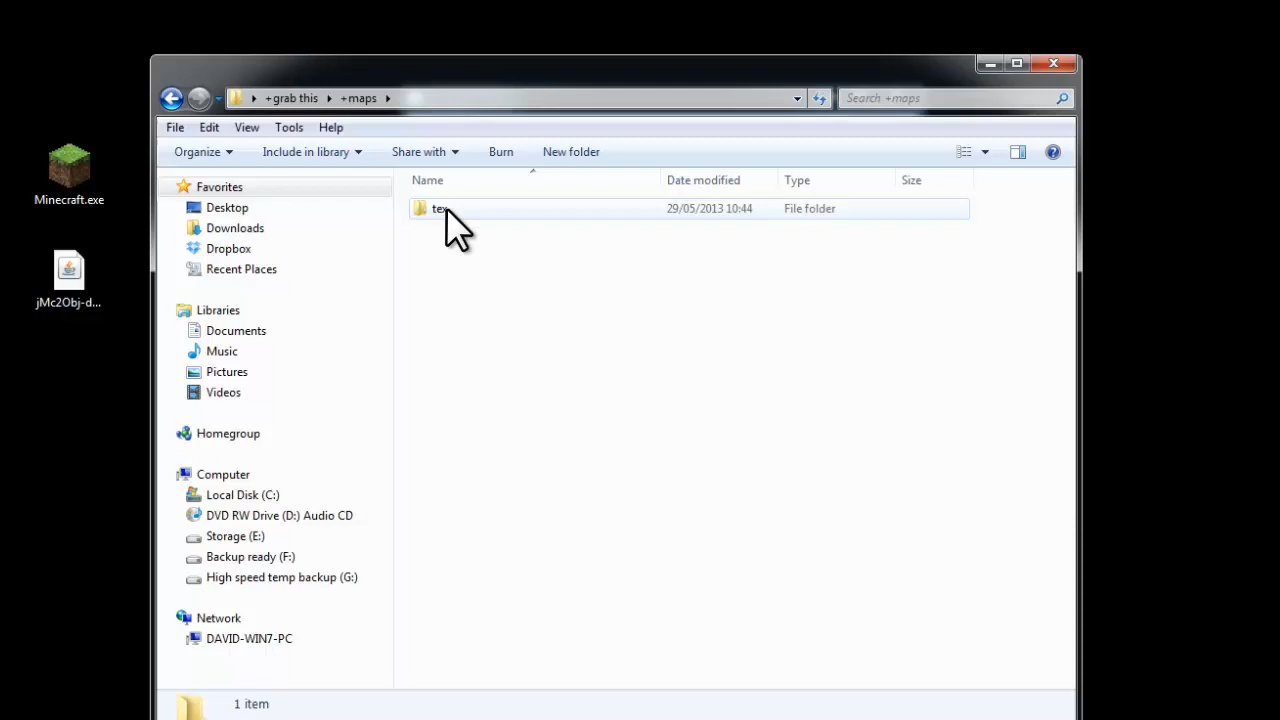 +grab this +maps
Search +maps
File Edit View Tools Help
Organize Include in library Share with Burn New folder
Name Date modified Type Size
tex 29/05/2013 10:44 File folder
Favorites
Desktop
Downloads
Dropbox
Recent Places
Libraries
Documents
Music
Pictures
Videos
Homegroup
Computer
Local Disk (C:)
DVD RW Drive (D:) Audio CD
Storage (E:)
Backup ready (F:)
High speed temp backup (G:)
Network
DAVID-WIN7-PC
1 item
Minecraft.exe
jMc2Obj-d...